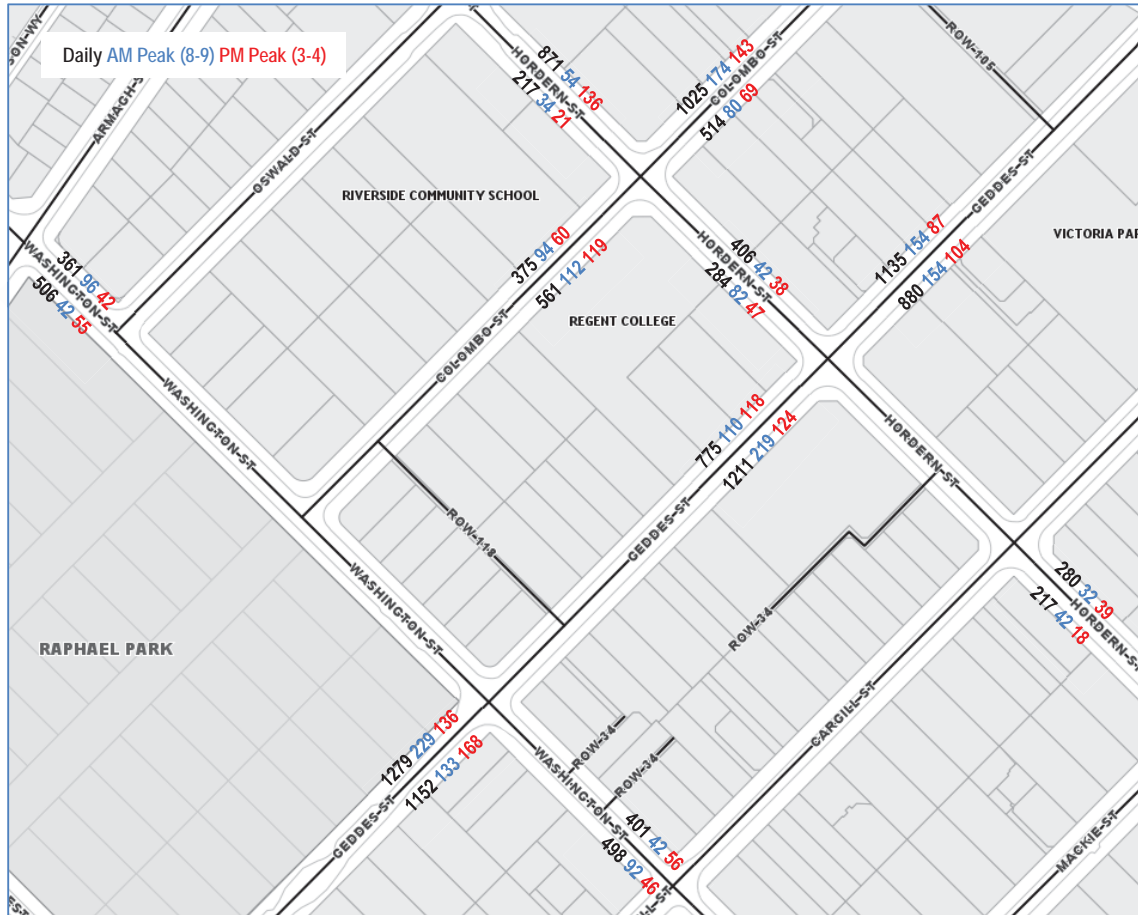 Daily AM Peak (8-9) PM Peak (3-4)
ARMAGH-S
OSWALD-ST
HORDERN-ST
871 54 136
217 34 21
1025 174 143
COLOMBO-ST
514 80 69
ROW-105
GEDDES-ST
RIVERSIDE COMMUNITY SCHOOL
VICTORIA PAR
WASHINGTON-ST
361 96 42
506 42 55
375 94 60
561 112 119
COLOMBO-ST
406 42 38
HORDERN-ST
284 82 47
1135 154 87
880 154 104
REGENT COLLEGE
WASHINGTON-ST
775 110 118
1211 219 124
GEDDES-ST
HORDERN-ST
ROW-118
WASHINGTON-ST
ROW-34
280 32 39
HORDERN-ST
217 42 18
RAPHAEL PARK
CARGILL-ST
1279 229 136
1152 133 168
GEDDES-ST
ROW-34
ROW-34
WASHINGTON-ST
401 42 56
498 92 46
MACKIE-ST